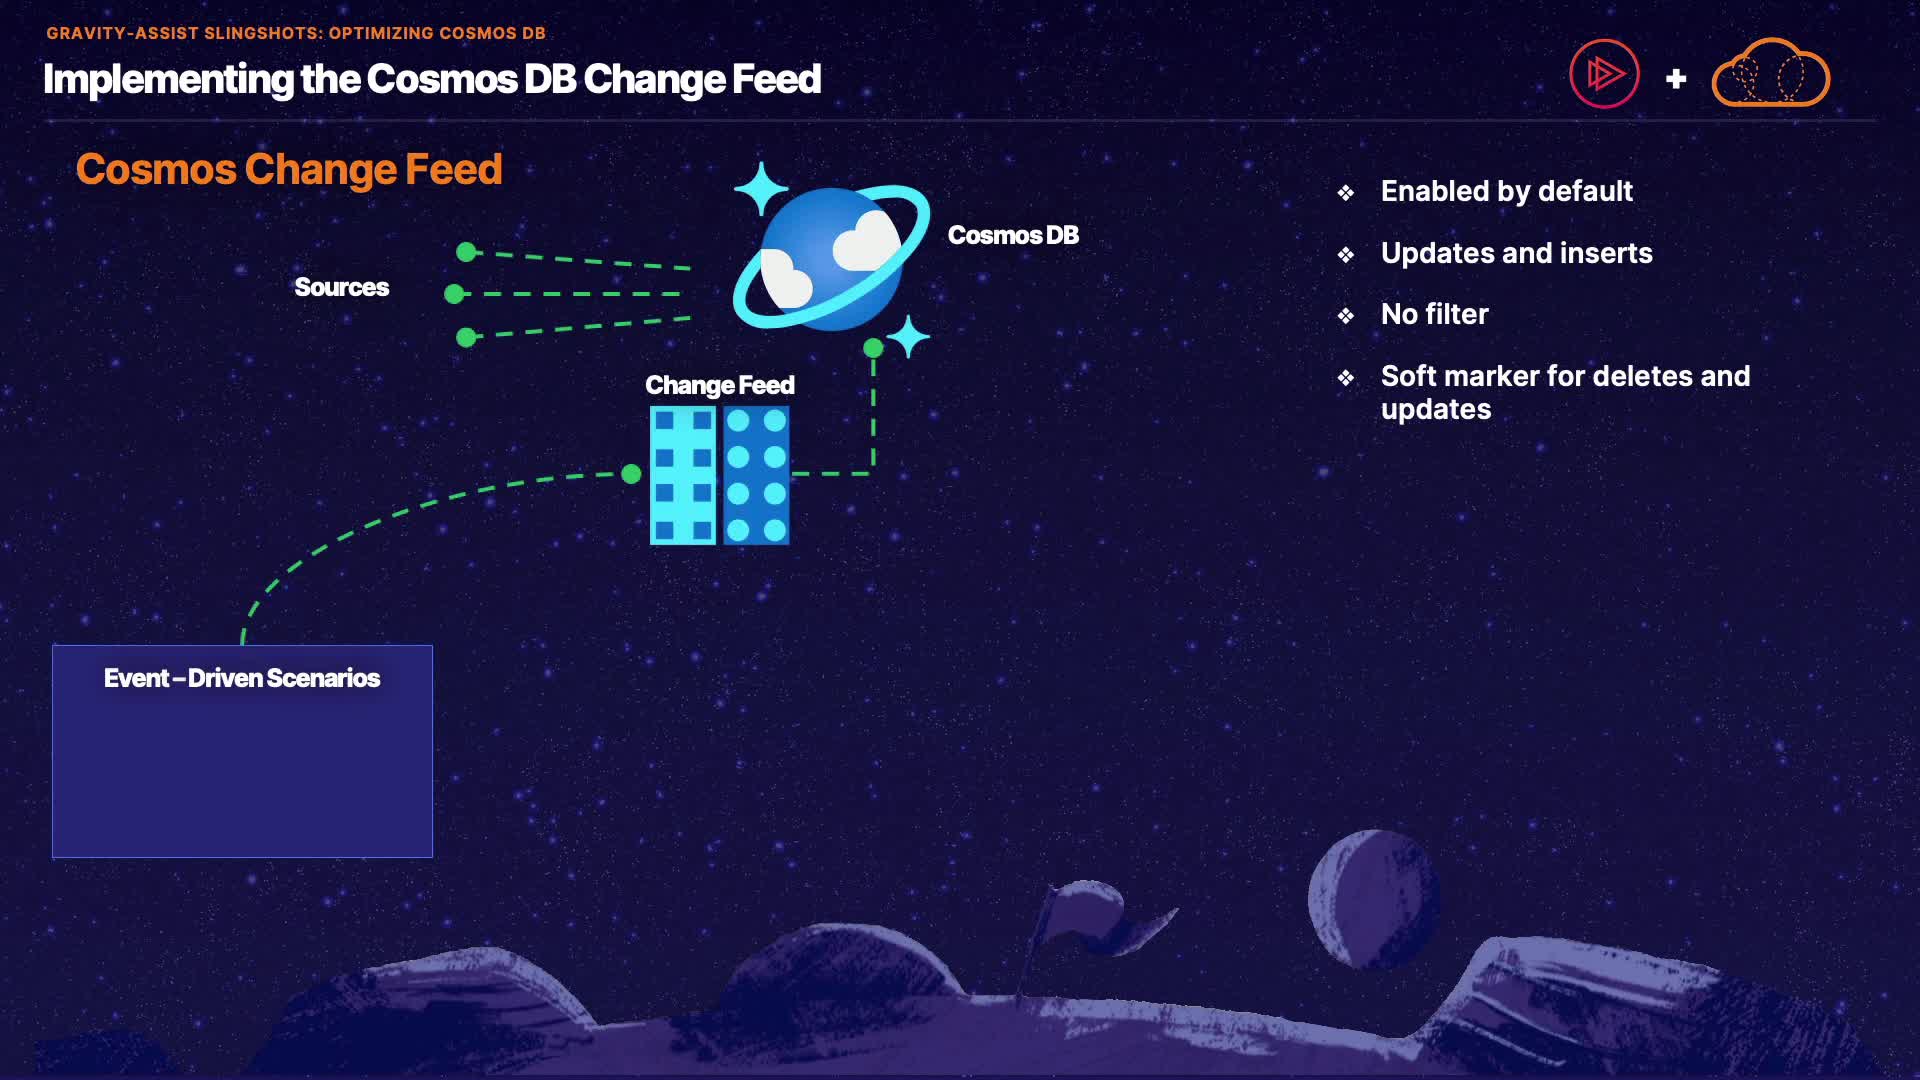 GRAVITY-ASSIST SLINGSHOTS: OPTIMIZING COSMOS DB
Implementing the Cosmos DB Change Feed
Cosmos Change Feed
Sources
Cosmos DB
Change Feed
Event – Driven Scenarios
❖ Enabled by default
❖ Updates and inserts
❖ No filter
❖ Soft marker for deletes and
updates